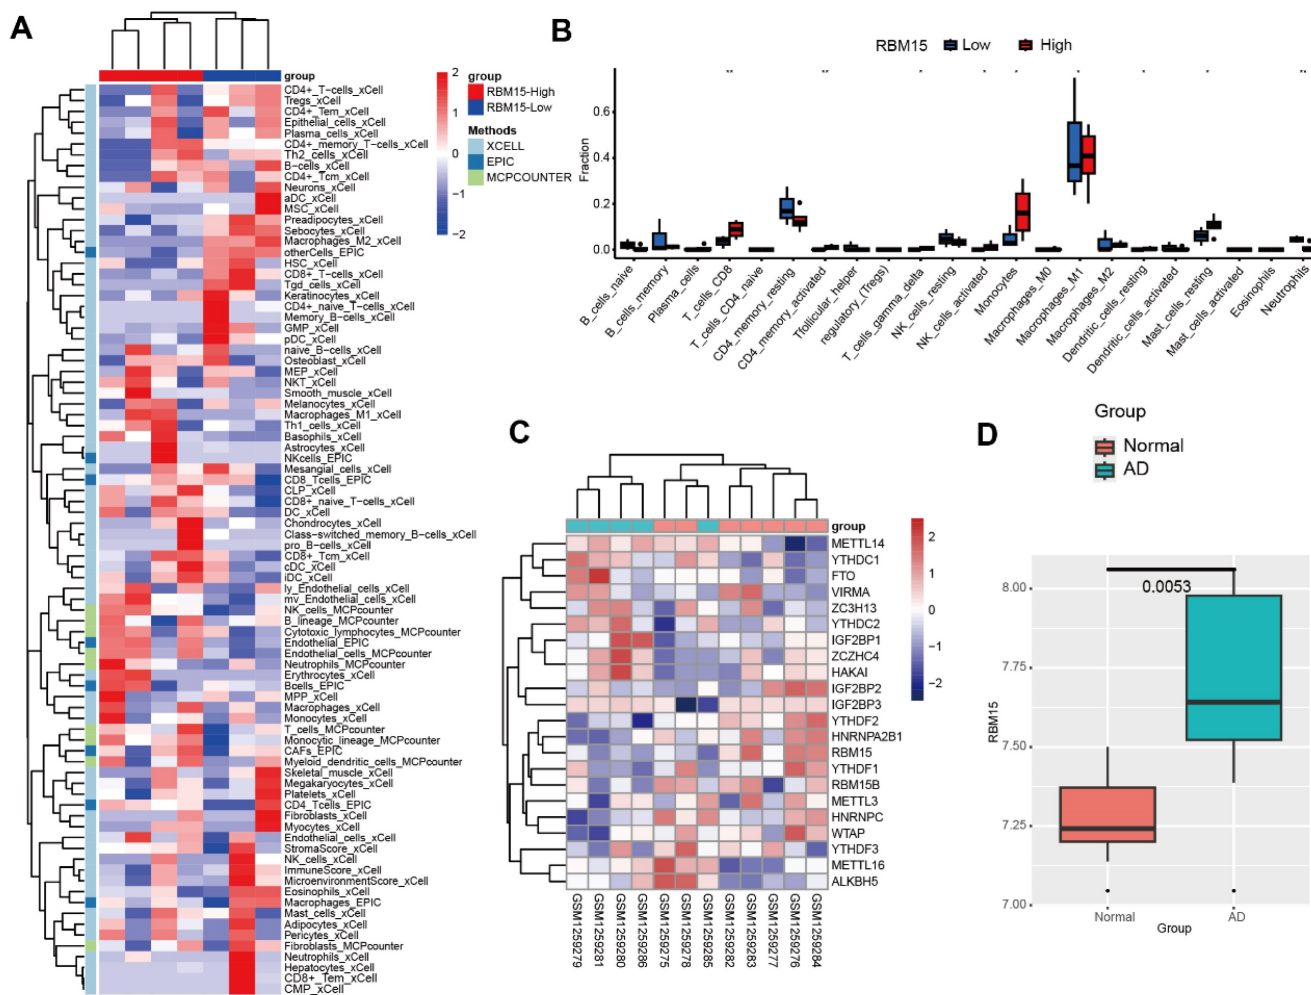 A
group
CD4+_T-cells_xCell
Tregs_xCell
CD4+_Tem_xCell
Epithelial_cells_xCell
Plasma_cells_xCell
CD4+_memory_T-cells_xCell
Th2_cells_xCell
B-cells_xCell
CD4+_Tcm_xCell
Neurons_xCell
aDC_xCell
MSC_xCell
Preadipocytes_xCell
Sebocytes_xCell
Macrophages_M2_xCell
otherCells_EPIC
HSC_xCell
CD8+_T-cells_xCell
Tgd_cells_xCell
Keratinocytes_xCell
CD4+_naive_T-cells_xCell
Memory_B-cells_xCell
GMP_xCell
pDC_xCell
naive_B-cells_xCell
Osteoblast_xCell
MEP_xCell
NKT_xCell
Smooth_muscle_xCell
Melanocytes_xCell
Macrophages_M1_xCell
Th1_cells_xCell
Basophils_xCell
Astrocytes_xCell
NKcells_EPIC
Mesangial_cells_xCell
CD8_Tcells_EPIC
CLP_xCell
CD8+_naive_T-cells_xCell
DC_xCell
Chondrocytes_xCell
Class-switched_memory_B-cells_xCell
pro_B-cells_xCell
CD8+_Tcm_xCell
cDC_xCell
iDC_xCell
ly_Endothelial_cells_xCell
mv_Endothelial_cells_xCell
NK_cells_MCPcounter
B_lineage_MCPcounter
Cytotoxic_lymphocytes_MCPcounter
Endothelial_EPIC
Endothelial_cells_MCPcounter
Neutrophils_MCPcounter
Erythrocytes_xCell
Bcells_EPIC
MPP_xCell
Macrophages_xCell
Monocytes_xCell
T_cells_MCPcounter
Monocytic_lineage_MCPcounter
CAFs_EPIC
Myeloid_dendritic_cells_MCPcounter
Skeletal_muscle_xCell
Megakaryocytes_xCell
Platelets_xCell
CD4_Tcells_EPIC
Fibroblasts_xCell
Myocytes_xCell
Endothelial_cells_xCell
StromaScore_xCell
NK_cells_xCell
ImmuneScore_xCell
MicroenvironmentScore_xCell
Eosinophils_xCell
Macrophages_EPIC
Mast_cells_xCell
Adipocytes_xCell
Pericytes_xCell
Fibroblasts_MCPcounter
Neutrophils_xCell
Hepatocytes_xCell
CD8+_Tem_xCell
CMP_xCell
2
1
0
−1
−2
group
RBM15-High
RBM15-Low
Methods
XCELL
EPIC
MCPCOUNTER
B
RBM15 Low High
Fraction
0.6
0.4
0.2
0.0
B_cells_naive
B_cells_memory
Plasma_cells
T_cells_CD8
T_cells_CD4_naive
CD4_memory_resting
CD4_memory_activated
Tfollicular_helper
regulatory_(Tregs)
T_cells_gamma_delta
NK_cells_resting
NK_cells_activated
Monocytes
Macrophages_M0
Macrophages_M1
Macrophages_M2
Dendritic_cells_resting
Dendritic_cells_activated
Mast_cells_resting
Mast_cells_activated
Eosinophils
Neutrophils
C
group
METTL14
YTHDC1
FTO
VIRMA
ZC3H13
YTHDC2
IGF2BP1
ZCZHC4
HAKAI
IGF2BP2
IGF2BP3
YTHDF2
HNRNPA2B1
RBM15
YTHDF1
RBM15B
METTL3
HNRNPC
WTAP
YTHDF3
METTL16
ALKBH5
GSM1259279
GSM1259281
GSM1259280
GSM1259286
GSM1259275
GSM1259278
GSM1259285
GSM1259282
GSM1259283
GSM1259277
GSM1259276
GSM1259284
2
1
0
−1
−2
D
Group
Normal
AD
RBM15
8.00
7.75
7.50
7.25
7.00
0.0053
Normal
AD
Group